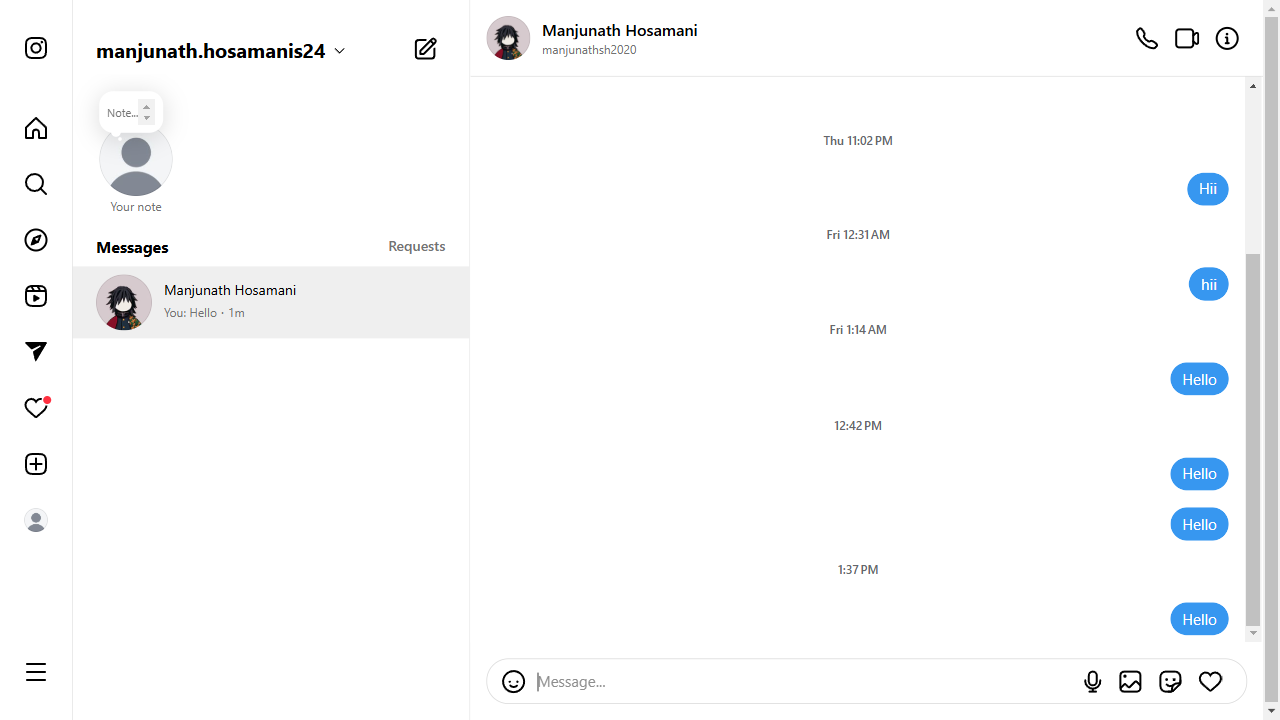 manjunath.hosamanis24
Note...
Your note
Messages
Requests
Manjunath Hosamani
You: Hello · 1m
Manjunath Hosamani
manjunathsh2020
Thu 11:02 PM
Hii
Fri 12:31 AM
hii
Fri 1:14 AM
Hello
12:42 PM
Hello
Hello
1:37 PM
Hello
Message...